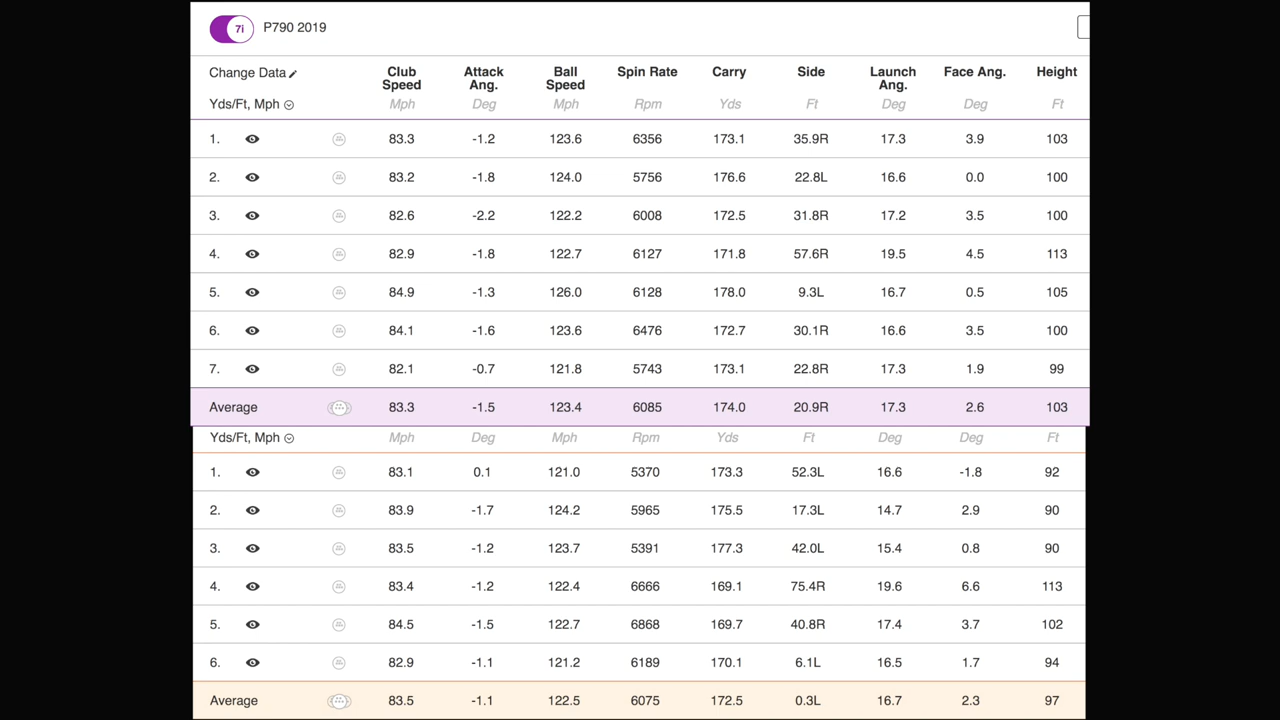 7i P790 2019
Change Data Club Speed Attack Ang. Ball Speed Spin Rate Carry Side Launch Ang. Face Ang. Height
Yds/Ft, Mph Mph Deg Mph Rpm Yds Ft Deg Deg Ft
1. 83.3 -1.2 123.6 6356 173.1 35.9R 17.3 3.9 103
2. 83.2 -1.8 124.0 5756 176.6 22.8L 16.6 0.0 100
3. 82.6 -2.2 122.2 6008 172.5 31.8R 17.2 3.5 100
4. 82.9 -1.8 122.7 6127 171.8 57.6R 19.5 4.5 113
5. 84.9 -1.3 126.0 6128 178.0 9.3L 16.7 0.5 105
6. 84.1 -1.6 123.6 6476 172.7 30.1R 16.6 3.5 100
7. 82.1 -0.7 121.8 5743 173.1 22.8R 17.3 1.9 99
Average 83.3 -1.5 123.4 6085 174.0 20.9R 17.3 2.6 103
Yds/Ft, Mph Mph Deg Mph Rpm Yds Ft Deg Deg Ft
1. 83.1 0.1 121.0 5370 173.3 52.3L 16.6 -1.8 92
2. 83.9 -1.7 124.2 5965 175.5 17.3L 14.7 2.9 90
3. 83.5 -1.2 123.7 5391 177.3 42.0L 15.4 0.8 90
4. 83.4 -1.2 122.4 6666 169.1 75.4R 19.6 6.6 113
5. 84.5 -1.5 122.7 6868 169.7 40.8R 17.4 3.7 102
6. 82.9 -1.1 121.2 6189 170.1 6.1L 16.5 1.7 94
Average 83.5 -1.1 122.5 6075 172.5 0.3L 16.7 2.3 97